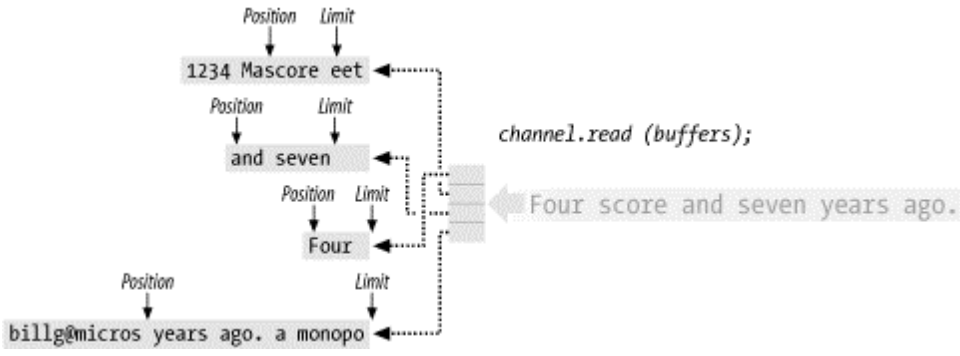 Position Limit
1234 Mascore eet
Position Limit
and seven
channel.read (buffers);
Position Limit
Four score and seven years ago.
Four
Position Limit
billg@micros years ago. a monopo